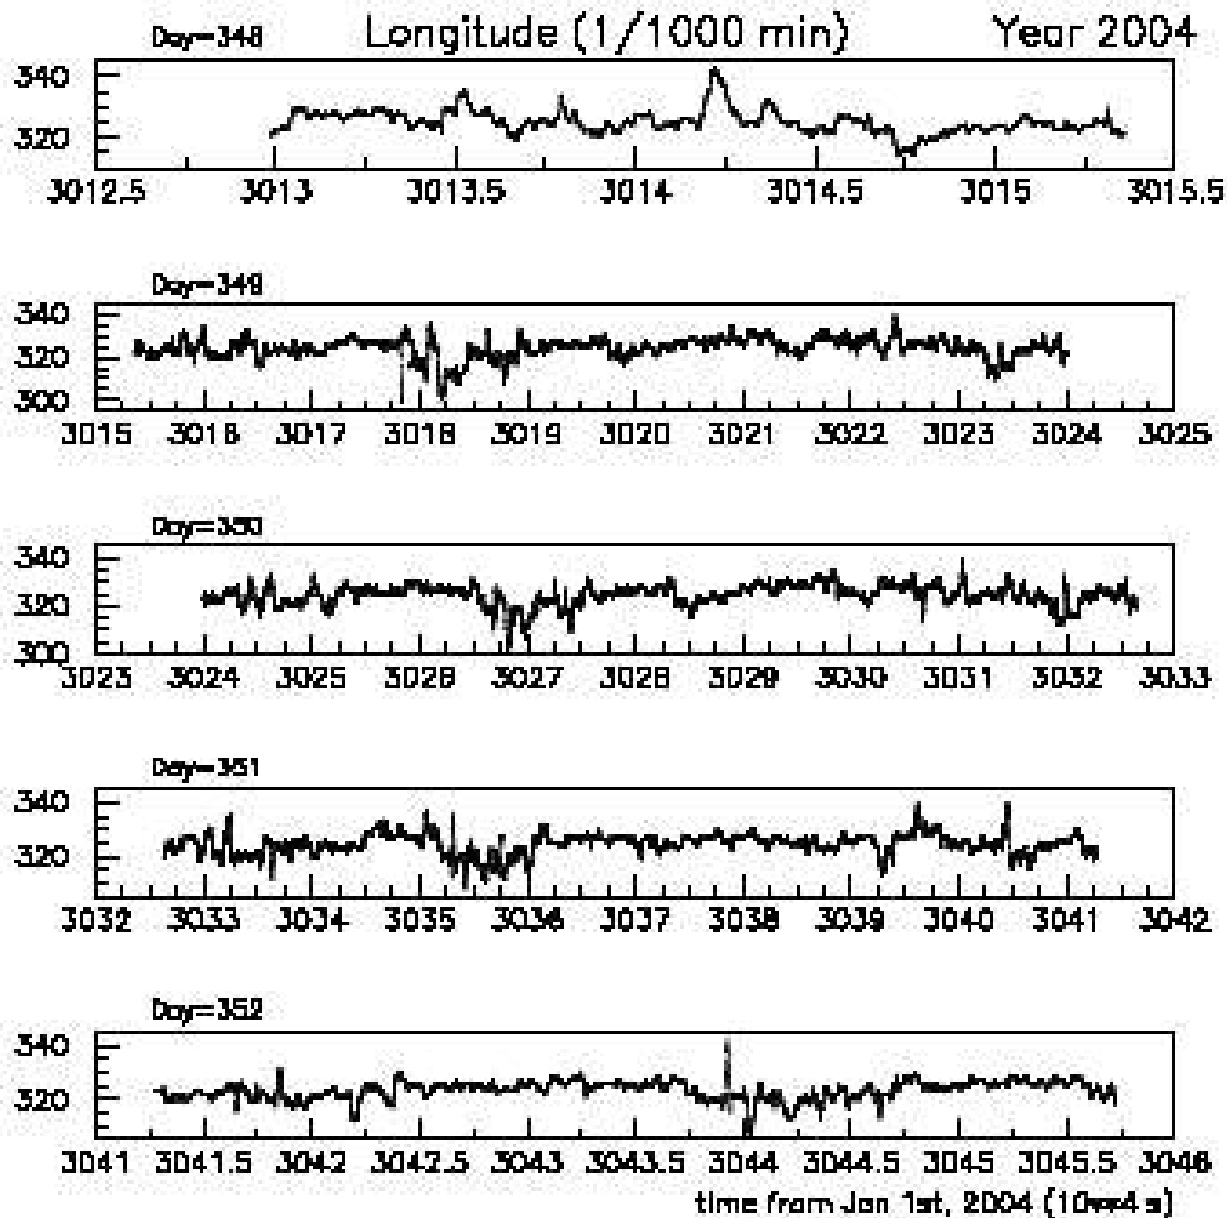 Day=348 Longitude (1/1000 min) Year 2004
340
320
3012.5 3013 3013.5 3014 3014.5 3015 3015.5
Day=349
340
320
300
3015 3016 3017 3018 3019 3020 3021 3022 3023 3024 3025
Day=350
340
320
300
3023 3024 3025 3026 3027 3028 3029 3030 3031 3032 3033
Day=351
340
320
3032 3033 3034 3035 3036 3037 3038 3039 3040 3041 3042
Day=352
340
320
3041 3041.5 3042 3042.5 3043 3043.5 3044 3044.5 3045 3045.5 3046
time from Jan 1st, 2004 (10**4 s)